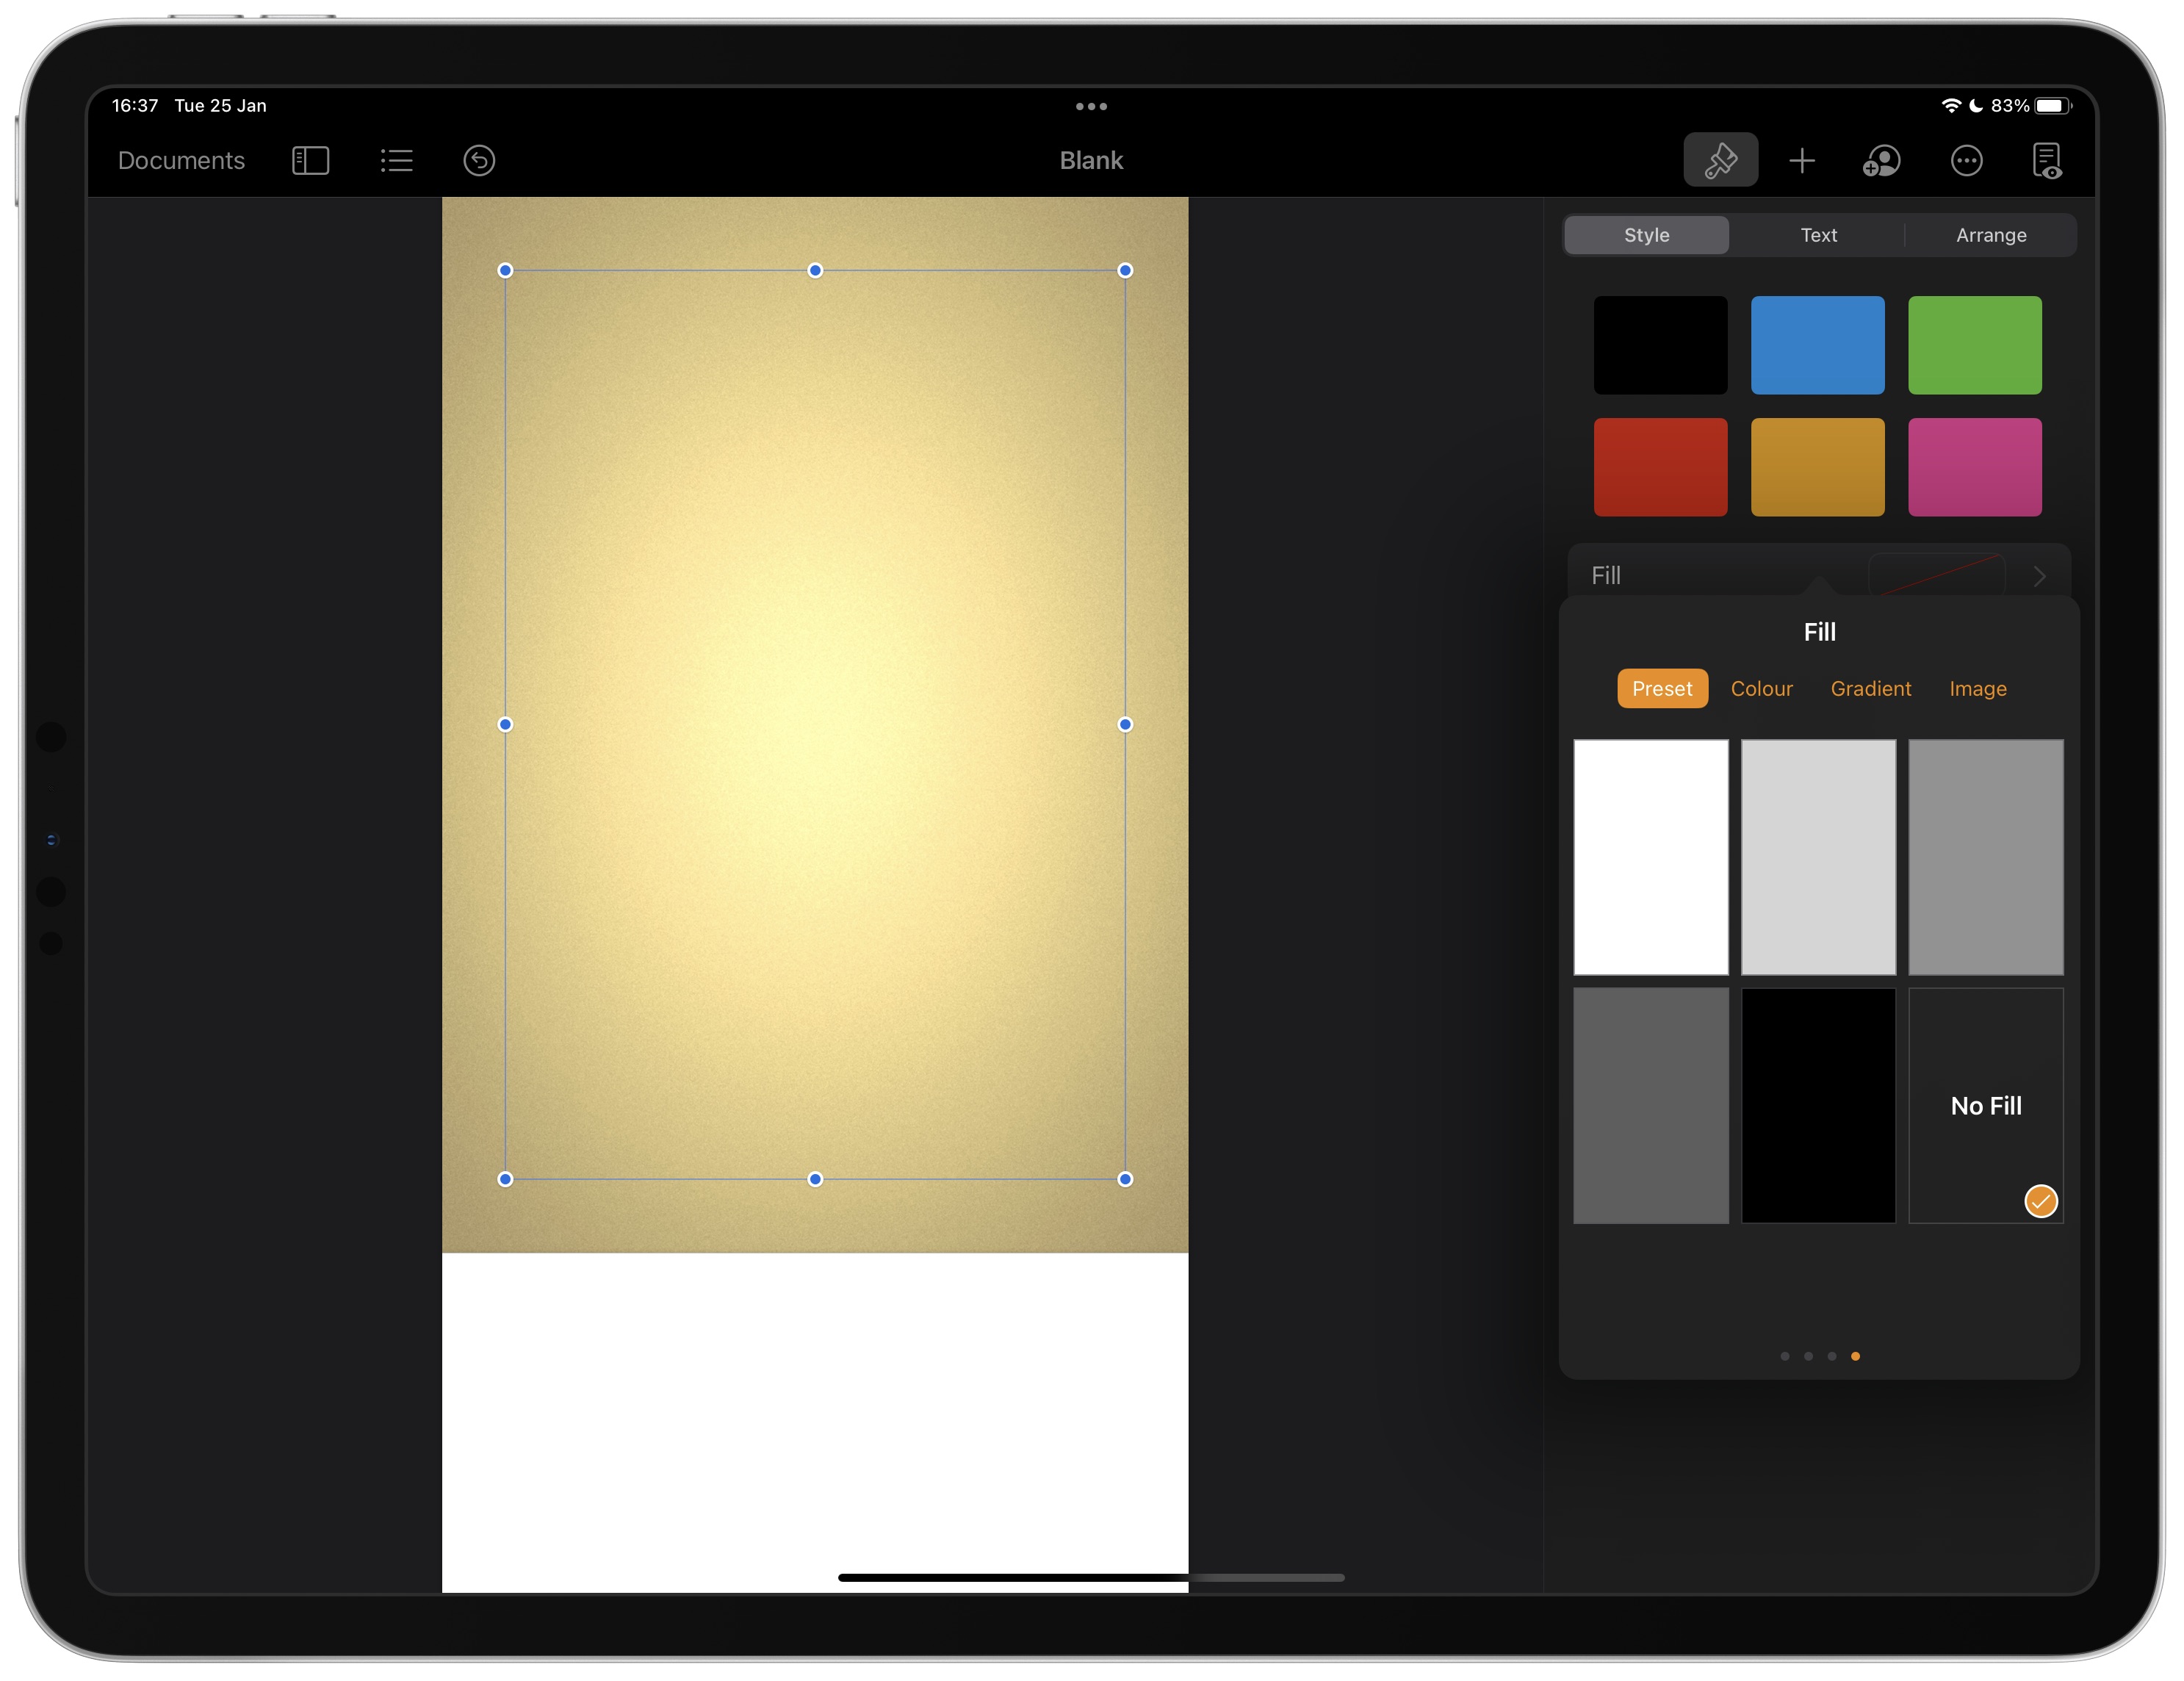 16:37 Tue 25 Jan
83%
Documents
Blank
Style Text Arrange
Fill
Fill
Preset Colour Gradient Image
No Fill